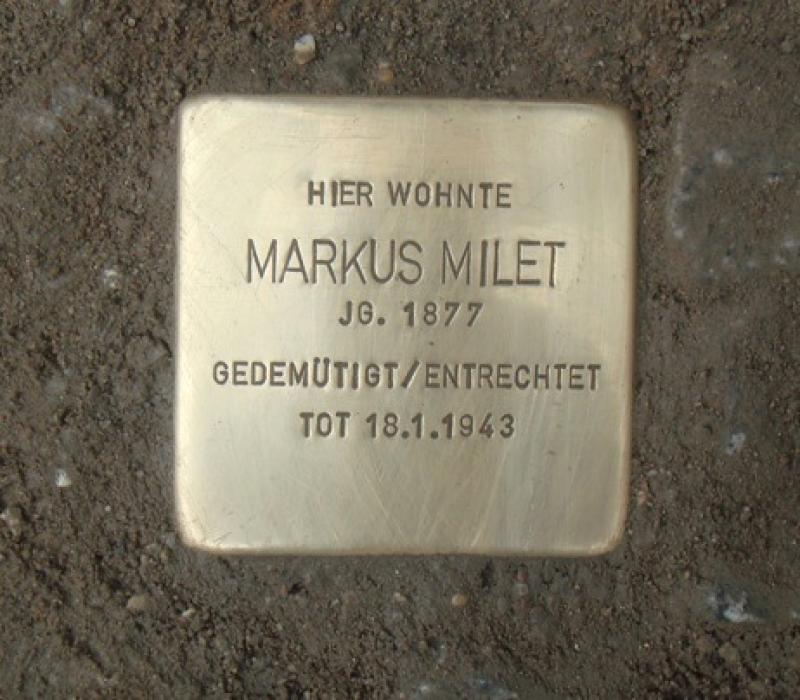 HIER WOHNTE
MARKUS MILET
JG. 1877
GEDEMÜTIGT/ENTRECHTET
TOT 18.1.1943